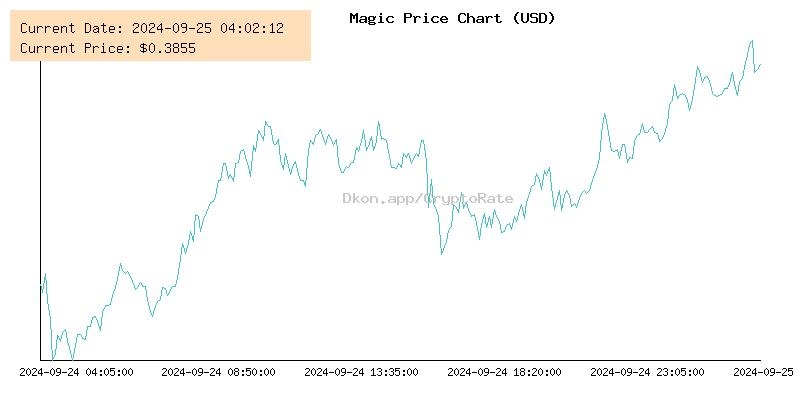 Magic Price Chart (USD)
Current Date: 2024-09-25 04:02:12
Current Price: $0.3855
Dkon.app/CryptoRate
2024-09-24 04:05:00 2024-09-24 08:50:00 2024-09-24 13:35:00 2024-09-24 18:20:00 2024-09-24 23:05:00 2024-09-25